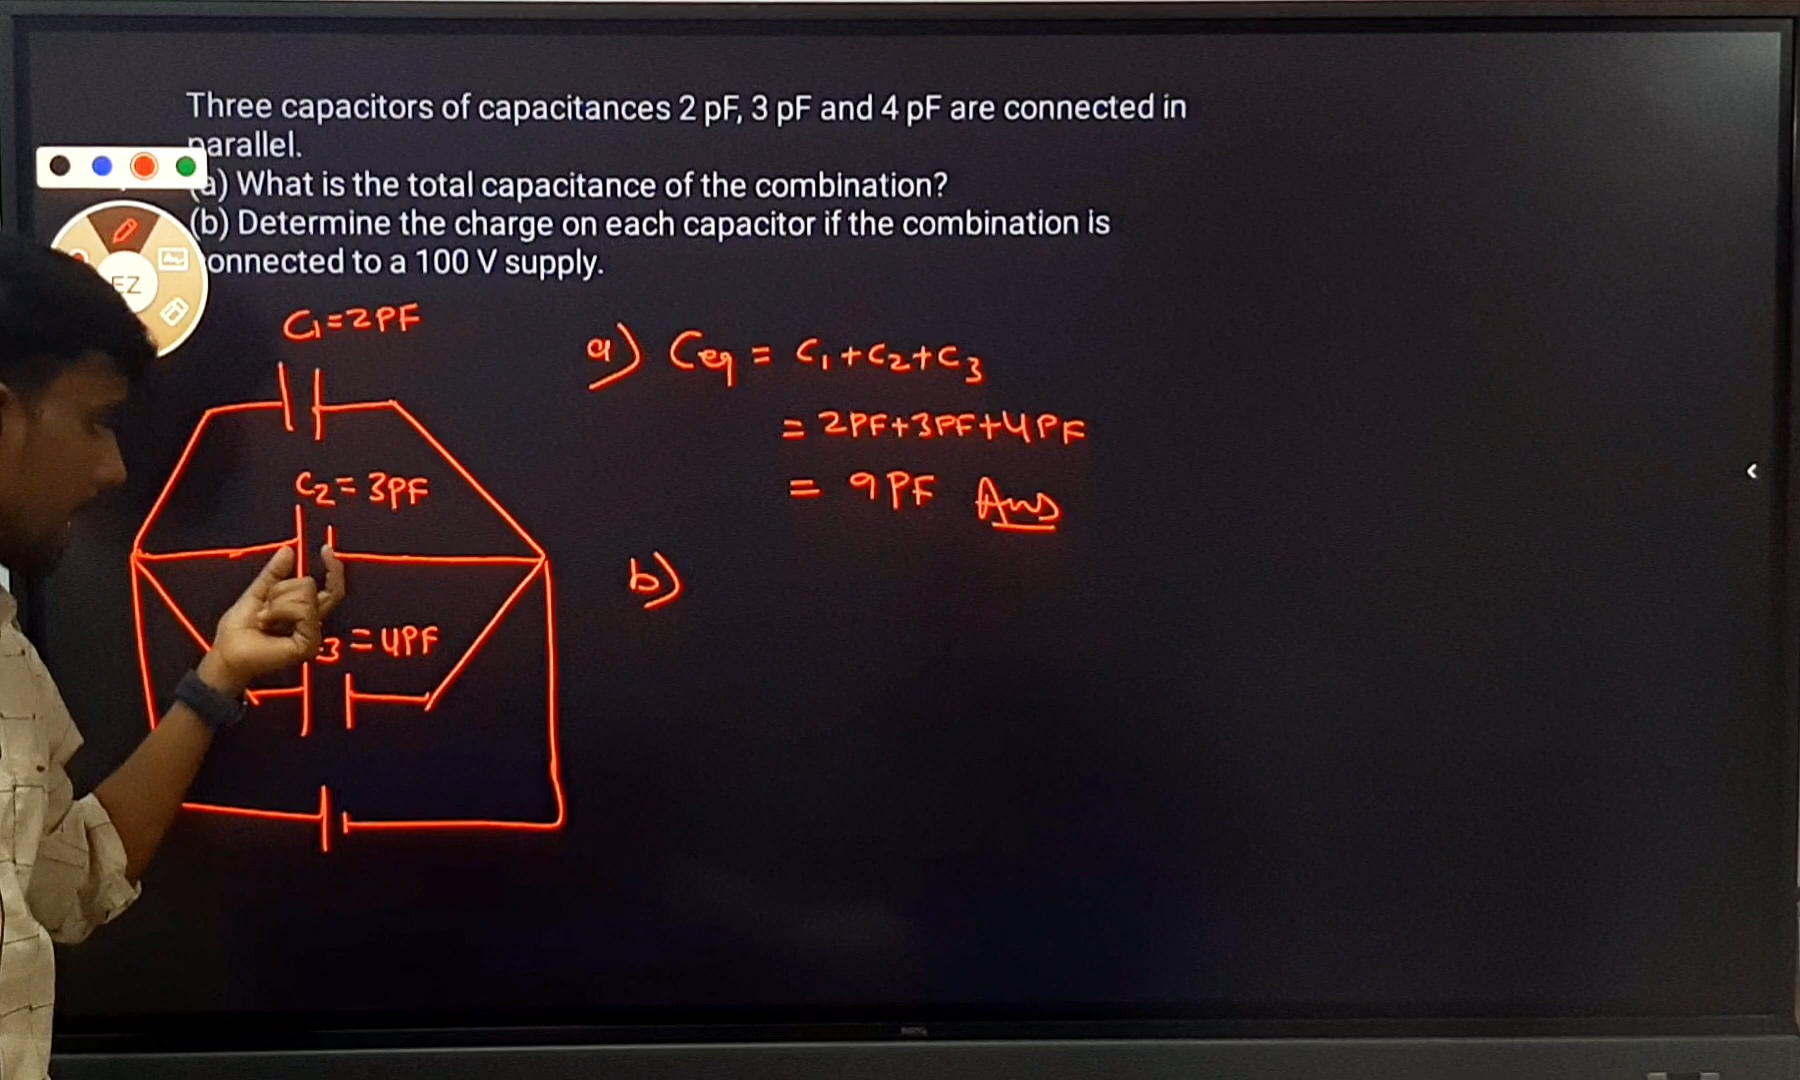 Three capacitors of capacitances 2 pF, 3 pF and 4 pF are connected in
parallel.
a) What is the total capacitance of the combination?
(b) Determine the charge on each capacitor if the combination is
onnected to a 100 V supply.
EZ
C1=2PF
C2=3PF
3=4PF
a) Ceq = C1+C2+C3
= 2PF+3PF+4PF
= 9PF Ans
b)